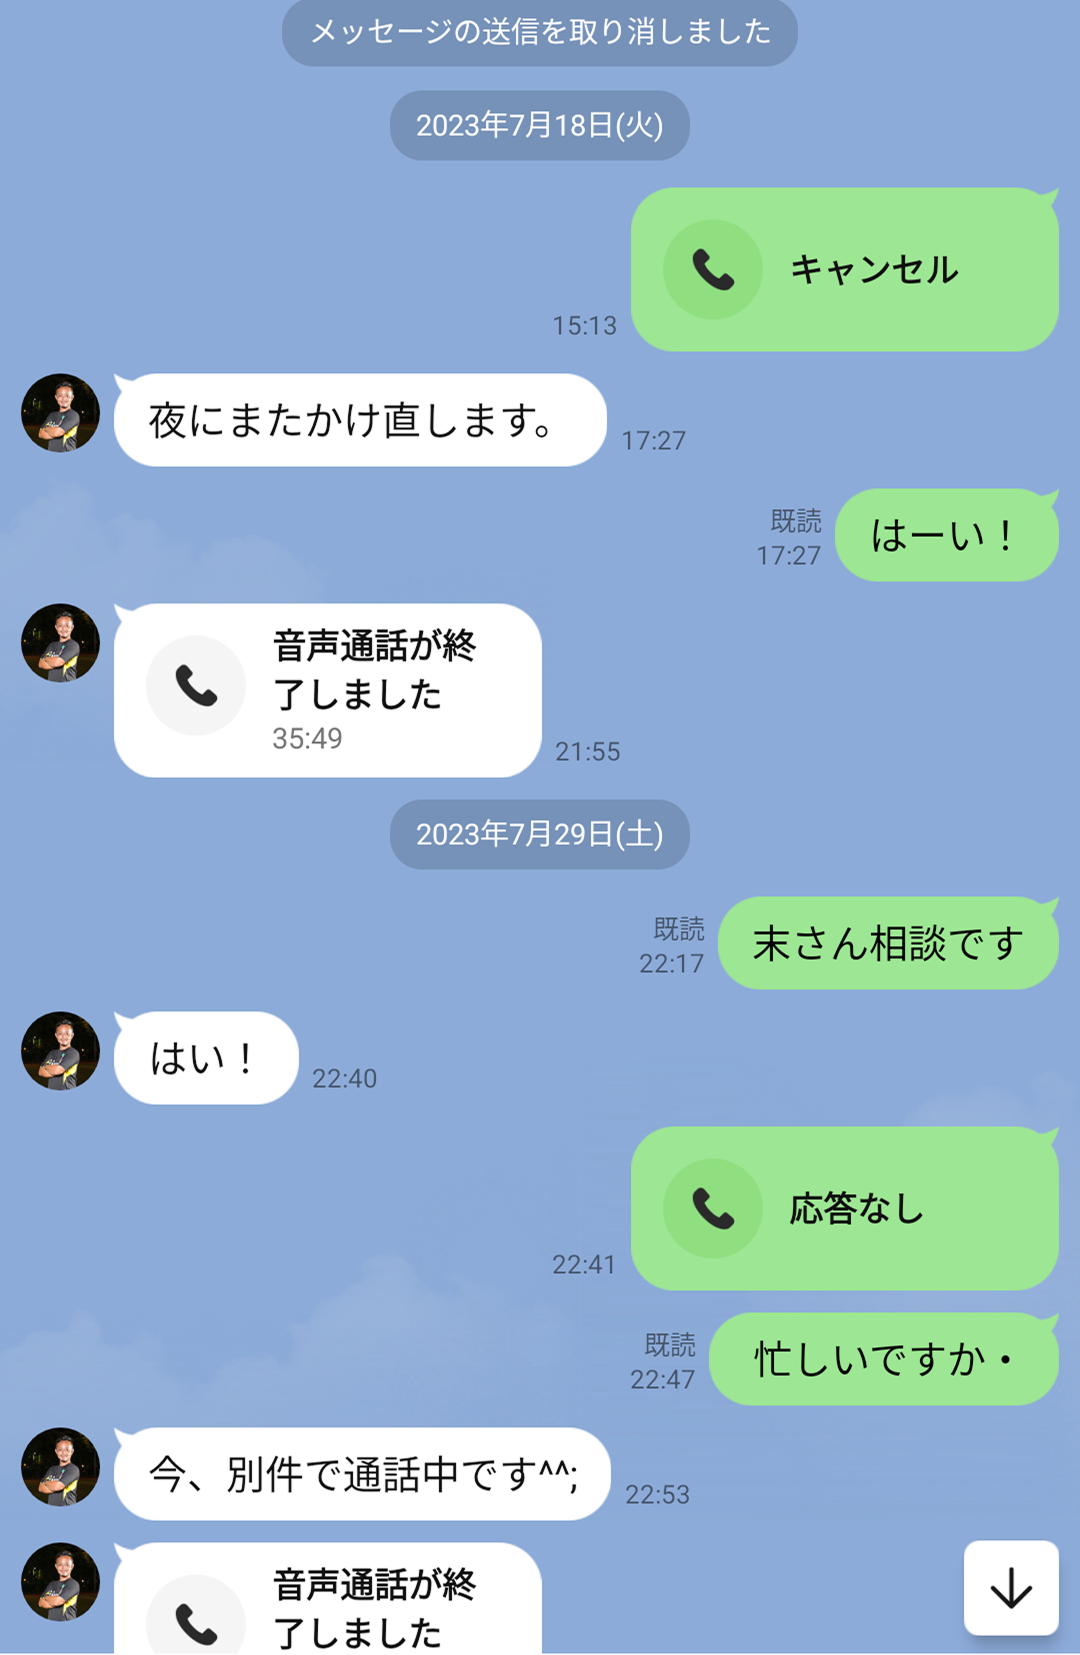 メッセージの送信を取り消しました
2023年7月18日(火)
キャンセル
15:13
夜にまたかけ直します。
17:27
既読
17:27
はーい！
音声通話が終
了しました
35:49
21:55
2023年7月29日(土)
既読
22:17
末さん相談です
はい！
22:40
応答なし
22:41
既読
22:47
忙しいですか・
今、別件で通話中です^^;
22:53
音声通話が終
了しました